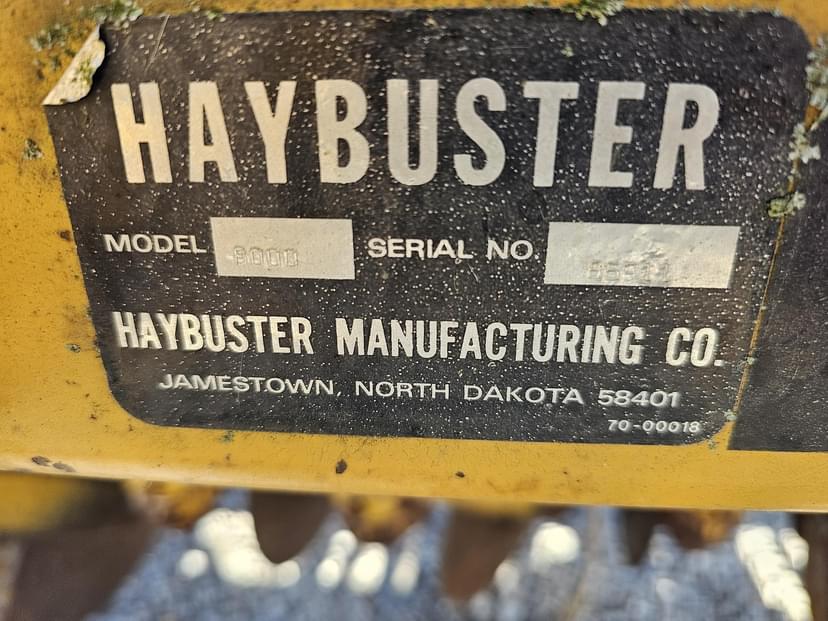 HAYBUSTER
MODEL SERIAL NO.
HAYBUSTER MANUFACTURING CO.
JAMESTOWN, NORTH DAKOTA 58401
70-00018